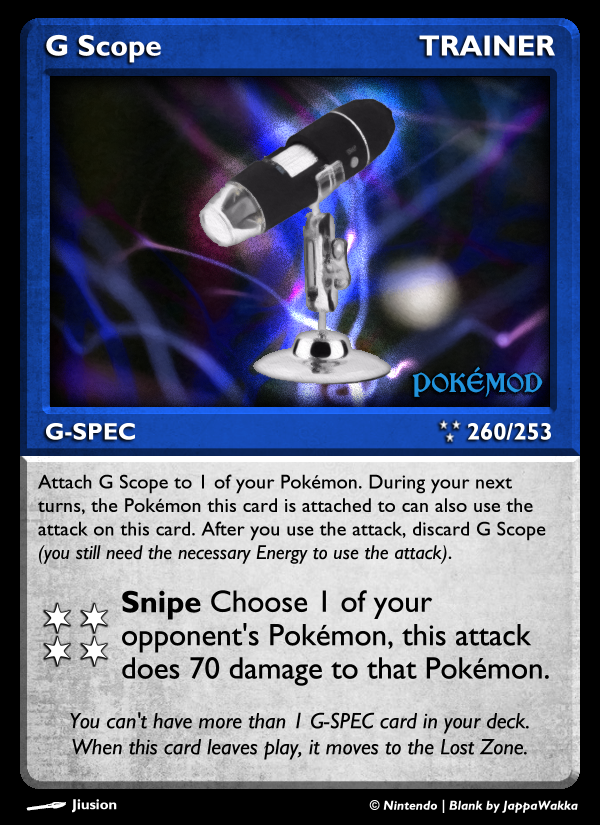 G Scope TRAINER
POKÉMOD
G-SPEC 260/253
Attach G Scope to 1 of your Pokémon. During your next
turns, the Pokémon this card is attached to can also use the
attack on this card. After you use the attack, discard G Scope
(you still need the necessary Energy to use the attack).
Snipe Choose 1 of your
opponent's Pokémon, this attack
does 70 damage to that Pokémon.
You can't have more than 1 G-SPEC card in your deck.
When this card leaves play, it moves to the Lost Zone.
Jiusion © Nintendo | Blank by JappaWakka